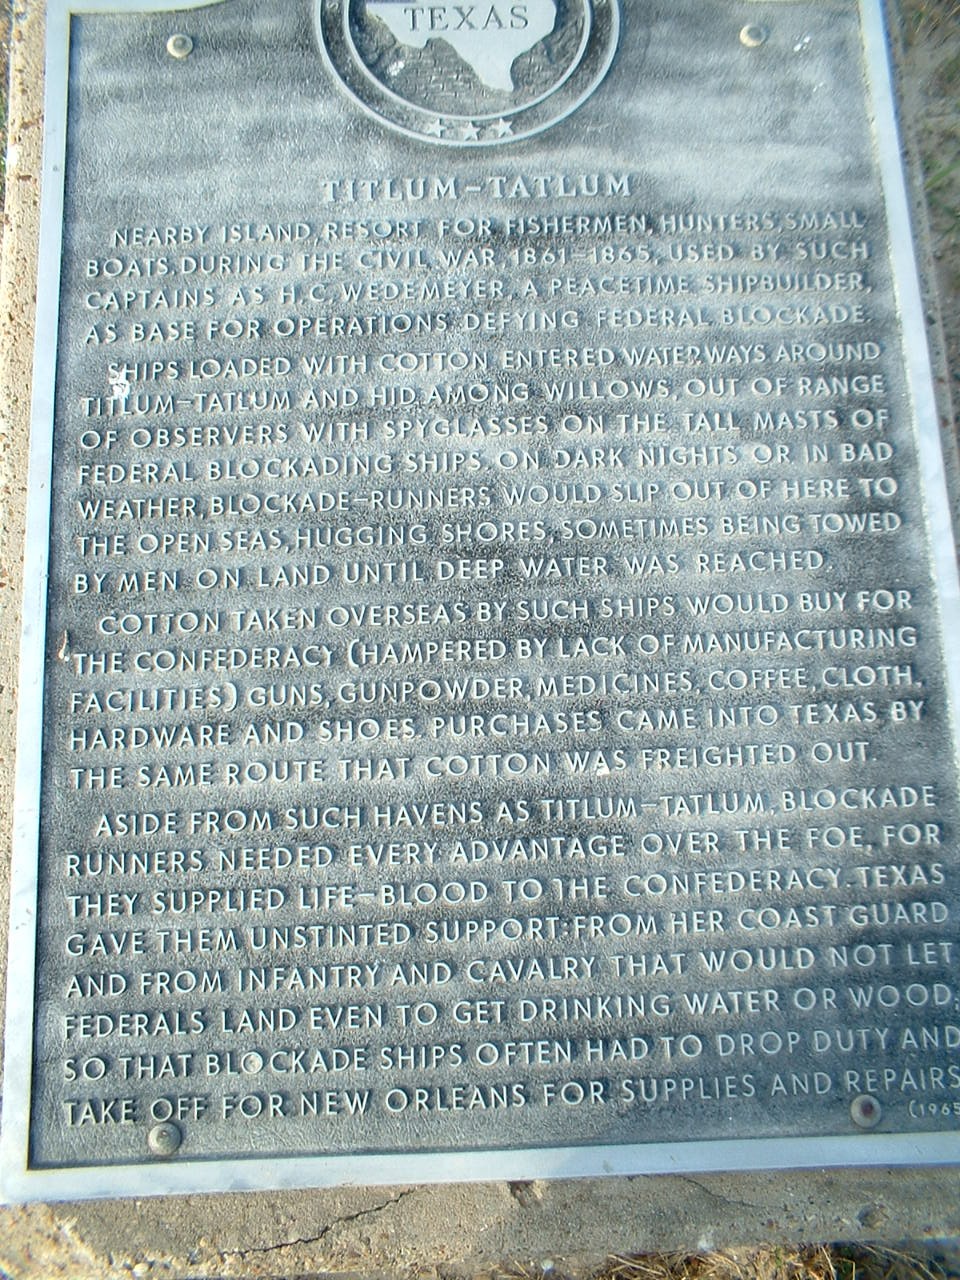 TEXAS
TITLUM-TATLUM
NEARBY ISLAND, RESORT FOR FISHERMEN, HUNTERS, SMALL
BOATS. DURING THE CIVIL WAR, 1861-1865, USED BY SUCH
CAPTAINS AS H. C. WEDEMEYER, A PEACETIME SHIPBUILDER,
AS BASE FOR OPERATIONS DEFYING FEDERAL BLOCKADE.
SHIPS LOADED WITH COTTON ENTERED WATERWAYS AROUND
TITLUM-TATLUM AND HID AMONG WILLOWS, OUT OF RANGE
OF OBSERVERS WITH SPYGLASSES ON THE TALL MASTS OF
FEDERAL BLOCKADING SHIPS. ON DARK NIGHTS OR IN BAD
WEATHER, BLOCKADE-RUNNERS WOULD SLIP OUT OF HERE TO
THE OPEN SEAS, HUGGING SHORES, SOMETIMES BEING TOWED
BY MEN ON LAND UNTIL DEEP WATER WAS REACHED.
COTTON TAKEN OVERSEAS BY SUCH SHIPS WOULD BUY FOR
THE CONFEDERACY (HAMPERED BY LACK OF MANUFACTURING
FACILITIES) GUNS, GUNPOWDER, MEDICINES, COFFEE, CLOTH,
HARDWARE AND SHOES. PURCHASES CAME INTO TEXAS BY
THE SAME ROUTE THAT COTTON WAS FREIGHTED OUT.
ASIDE FROM SUCH HAVENS AS TITLUM-TATLUM, BLOCKADE
RUNNERS NEEDED EVERY ADVANTAGE OVER THE FOE, FOR
THEY SUPPLIED LIFE-BLOOD TO THE CONFEDERACY. TEXAS
GAVE THEM UNSTINTED SUPPORT: FROM HER COAST GUARD
AND FROM INFANTRY AND CAVALRY THAT WOULD NOT LET
FEDERALS LAND EVEN TO GET DRINKING WATER OR WOOD,
SO THAT BLOCKADE SHIPS OFTEN HAD TO DROP DUTY AND
TAKE OFF FOR NEW ORLEANS FOR SUPPLIES AND REPAIRS
(1965